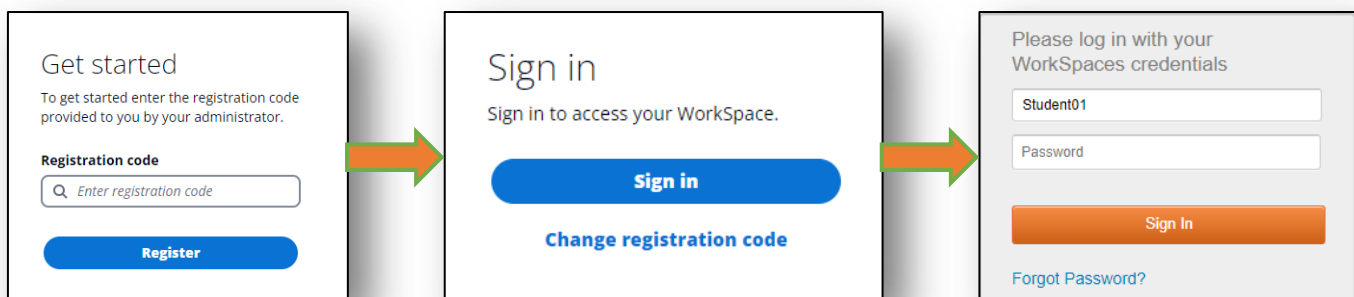 Get started
To get started enter the registration code
provided to you by your administrator.
Registration code
Enter registration code
Register
Sign in
Sign in to access your WorkSpace.
Sign in
Change registration code
Please log in with your
WorkSpaces credentials
Student01
Password
Sign In
Forgot Password?